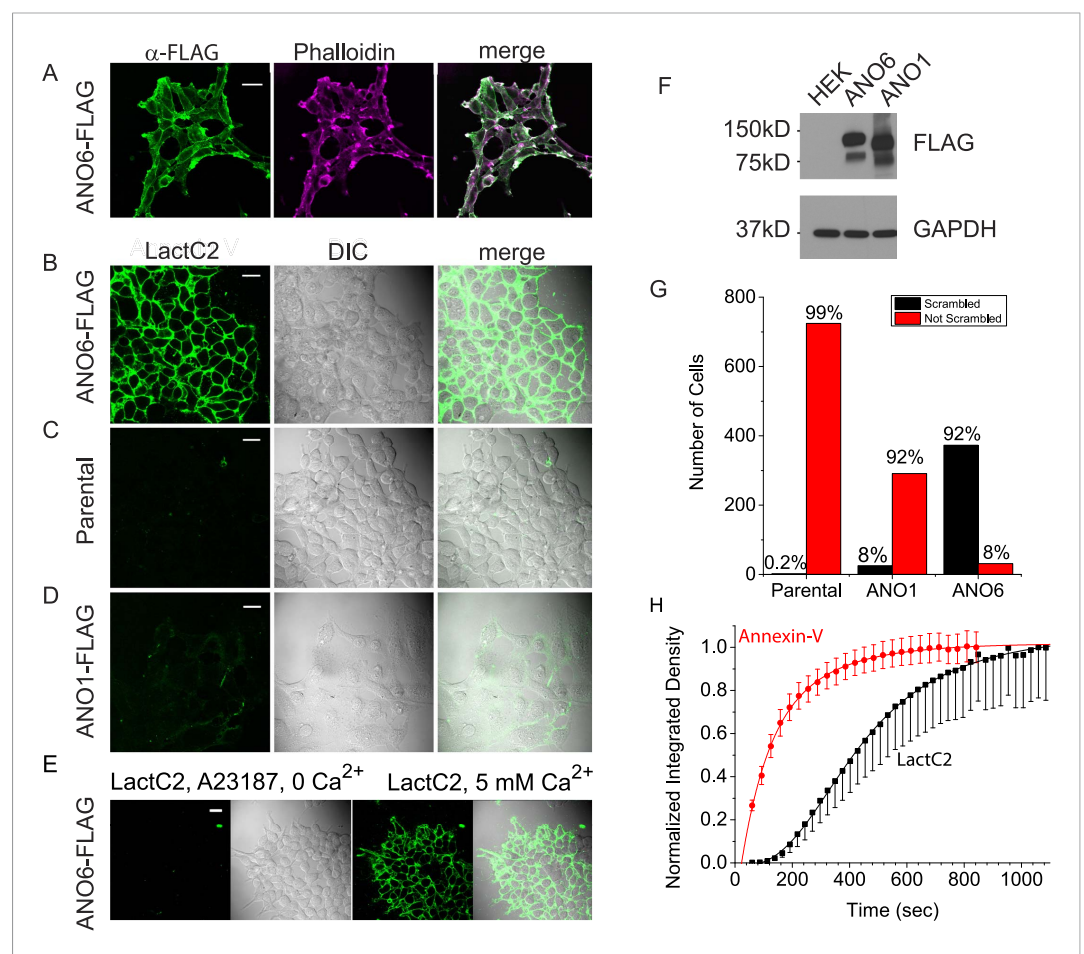 A
α-FLAG
Phalloidin
merge
ANO6-FLAG
B
Annexin-V
LactC2
DIC
merge
ANO6-FLAG
C
Parental
D
ANO1-FLAG
E
LactC2, A23187, 0 Ca²⁺
LactC2, 5 mM Ca²⁺
ANO6-FLAG
F
HEK
ANO6
ANO1
150kD
75kD
FLAG
37kD
GAPDH
G
Scrambled
Not Scrambled
Number of Cells
800
600
400
200
0
0.2%
99%
8%
92%
92%
8%
Parental
ANO1
ANO6
H
Annexin-V
LactC2
Normalized Integrated Density
1.0
0.8
0.6
0.4
0.2
0.0
0
200
400
600
800
1000
Time (sec)